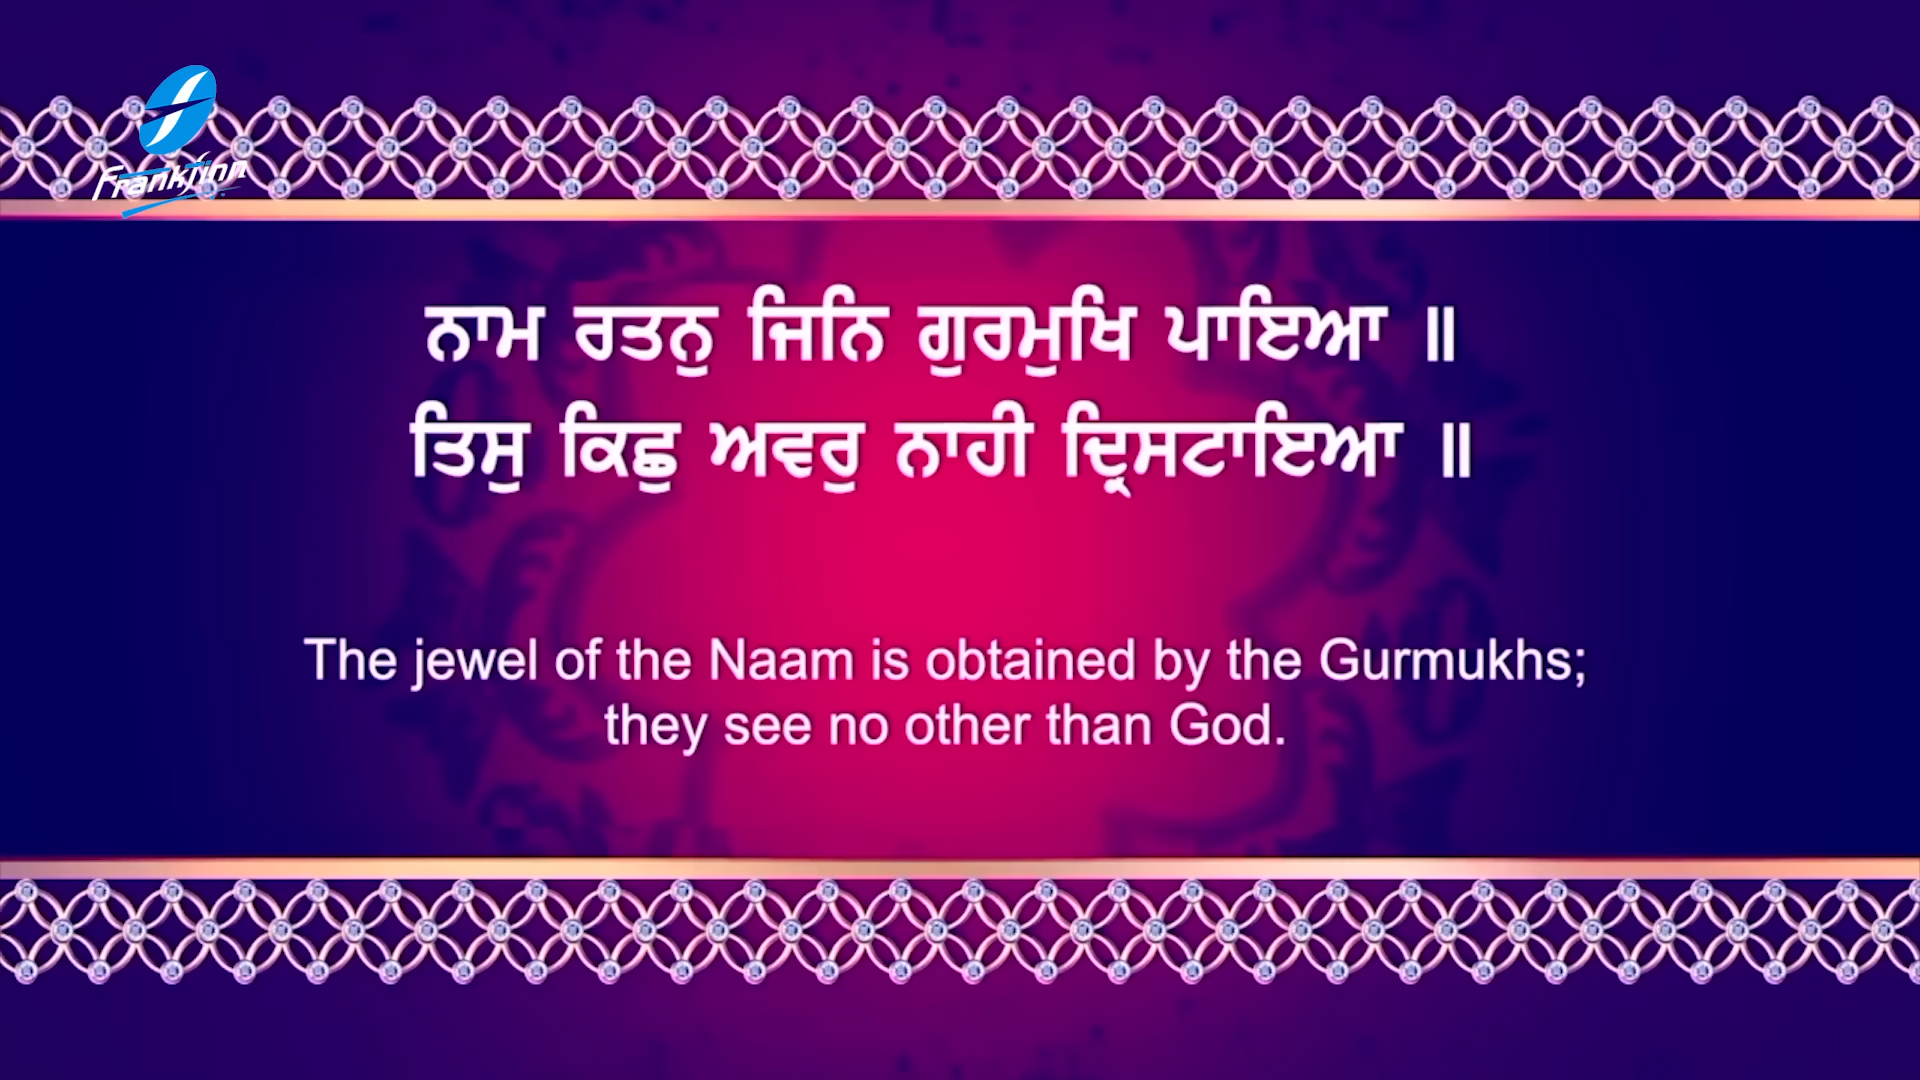 Frankfinn
ਨਾਮ ਰਤਨੁ ਜਿਨਿ ਗੁਰਮੁਖਿ ਪਾਇਆ ॥
ਤਿਸੁ ਕਿਛੁ ਅਵਰੁ ਨਾਹੀ ਦ੍ਰਿਸਟਾਇਆ ॥
The jewel of the Naam is obtained by the Gurmukhs;
they see no other than God.